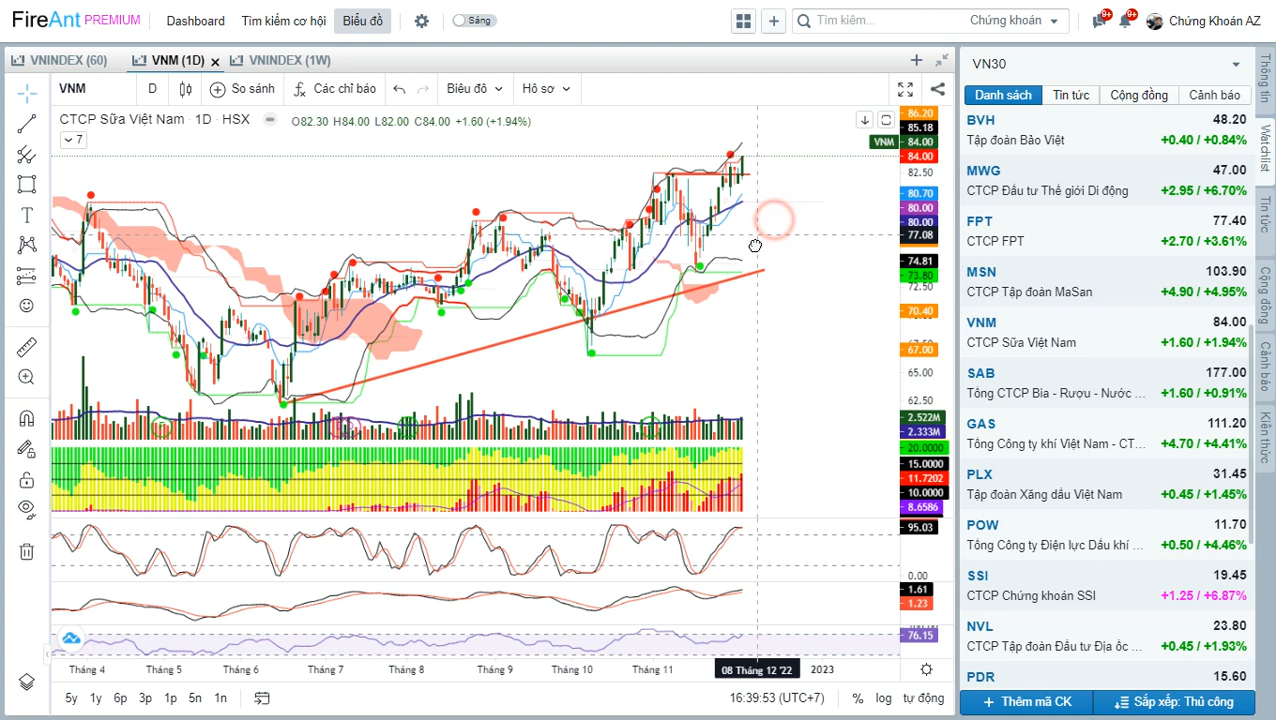 FireAnt PREMIUM
Dashboard
Tìm kiếm cơ hội
Biểu đồ
Sáng
Tìm kiếm...
Chứng khoán
9+
9+
Chứng Khoán AZ
VNINDEX (60)
VNM (1D)
VNINDEX (1W)
VNM
D
So sánh
Các chỉ báo
Biểu đồ
Hồ sơ
CTCP Sữa Việt Nam · 1D · HSX
O82.30 H84.00 L82.00 C84.00 +1.60 (+1.94%)
7
86.20
85.18
VNM 84.00
84.00
82.50
80.70
80.00
80.00
77.08
74.81
73.80
72.50
70.40
67.00
65.00
62.50
2.522M
2.333M
20.0000
15.0000
11.7202
10.0000
8.6586
95.03
0.00
1.61
1.23
76.15
Tháng 4
Tháng 5
Tháng 6
Tháng 7
Tháng 8
Tháng 9
Tháng 10
Tháng 11
08 Tháng 12 '22
2023
5y
1y
6p
3p
1p
5n
1n
16:39:53 (UTC+7)
%
log
tự động
VN30
Danh sách
Tin tức
Cộng đồng
Cảnh báo
BVH 48.20
Tập đoàn Bảo Việt +0.40 / +0.84%
MWG 47.00
CTCP Đầu tư Thế giới Di động +2.95 / +6.70%
FPT 77.40
CTCP FPT +2.70 / +3.61%
MSN 103.90
CTCP Tập đoàn MaSan +4.90 / +4.95%
VNM 84.00
CTCP Sữa Việt Nam +1.60 / +1.94%
SAB 177.00
Tổng CTCP Bia - Rượu - Nước ... +1.60 / +0.91%
GAS 111.20
Tổng Công ty khí Việt Nam - CT... +4.70 / +4.41%
PLX 31.45
Tập đoàn Xăng dầu Việt Nam +0.45 / +1.45%
POW 11.70
Tổng Công ty Điện lực Dầu khí ... +0.50 / +4.46%
SSI 19.45
CTCP Chứng khoán SSI +1.25 / +6.87%
NVL 23.80
CTCP Tập đoàn Đầu tư Địa ốc ... +0.45 / +1.93%
PDR 15.60
Thêm mã CK
Sắp xếp: Thủ công
Thông tin
Watchlist
Tin tức
Cộng đồng
Cảnh báo
Kiến thức